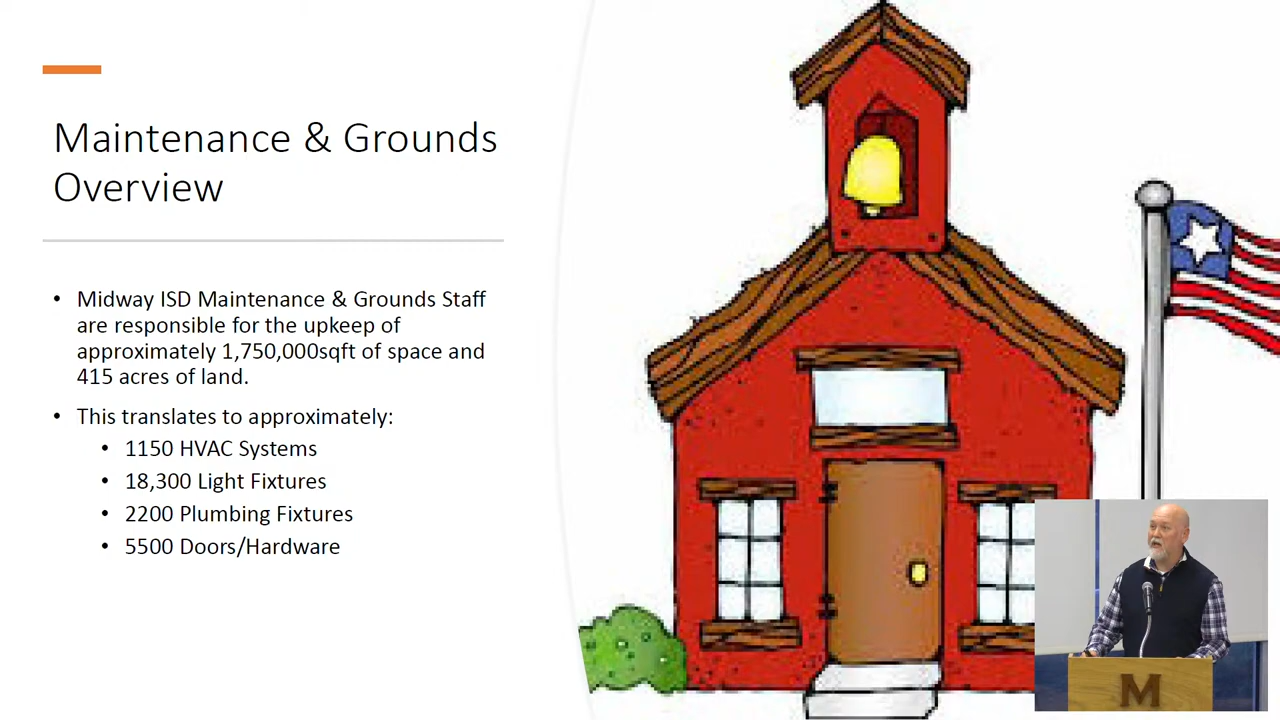 Maintenance & Grounds
Overview
• Midway ISD Maintenance & Grounds Staff
are responsible for the upkeep of
approximately 1,750,000sqft of space and
415 acres of land.
• This translates to approximately:
• 1150 HVAC Systems
• 18,300 Light Fixtures
• 2200 Plumbing Fixtures
• 5500 Doors/Hardware
M